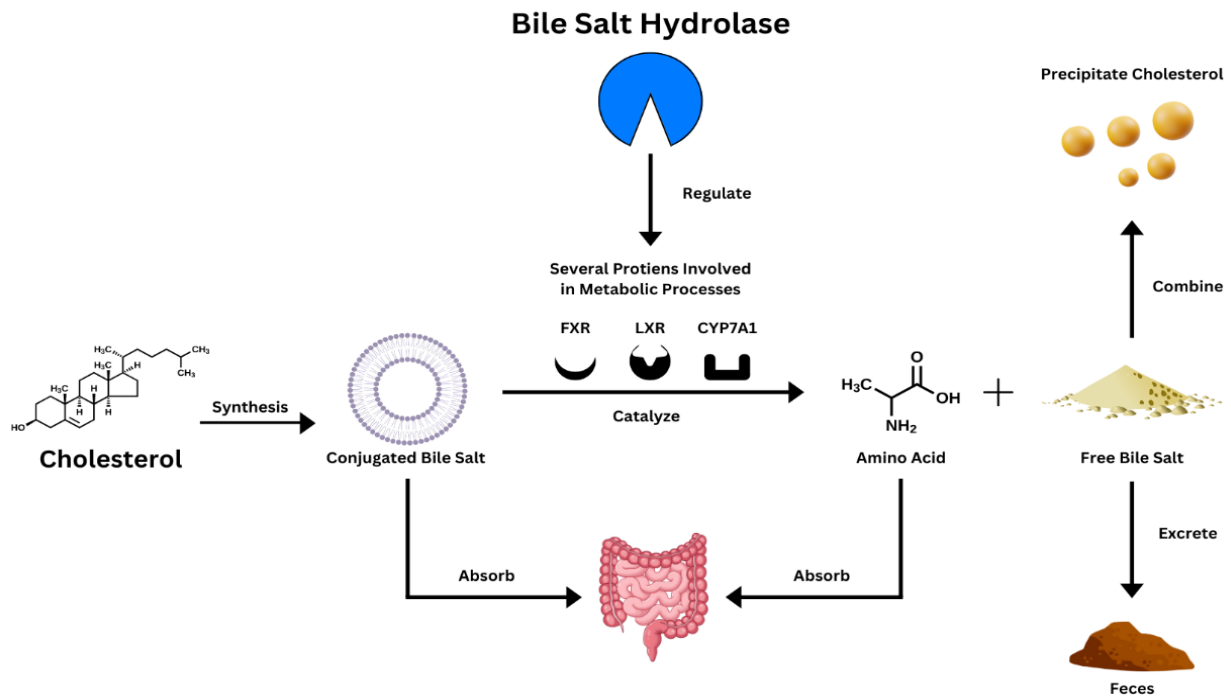 Bile Salt Hydrolase
Precipitate Cholesterol
Regulate
Several Protiens Involved
in Metabolic Processes
FXR LXR CYP7A1
Combine
H₃C CH₃
CH₃
H₃C
H
CH₃
H
H H
HO
Synthesis
Cholesterol
Conjugated Bile Salt
Catalyze
O
H₃C
OH
NH₂
+
Amino Acid
Free Bile Salt
Absorb
Absorb
Excrete
Feces